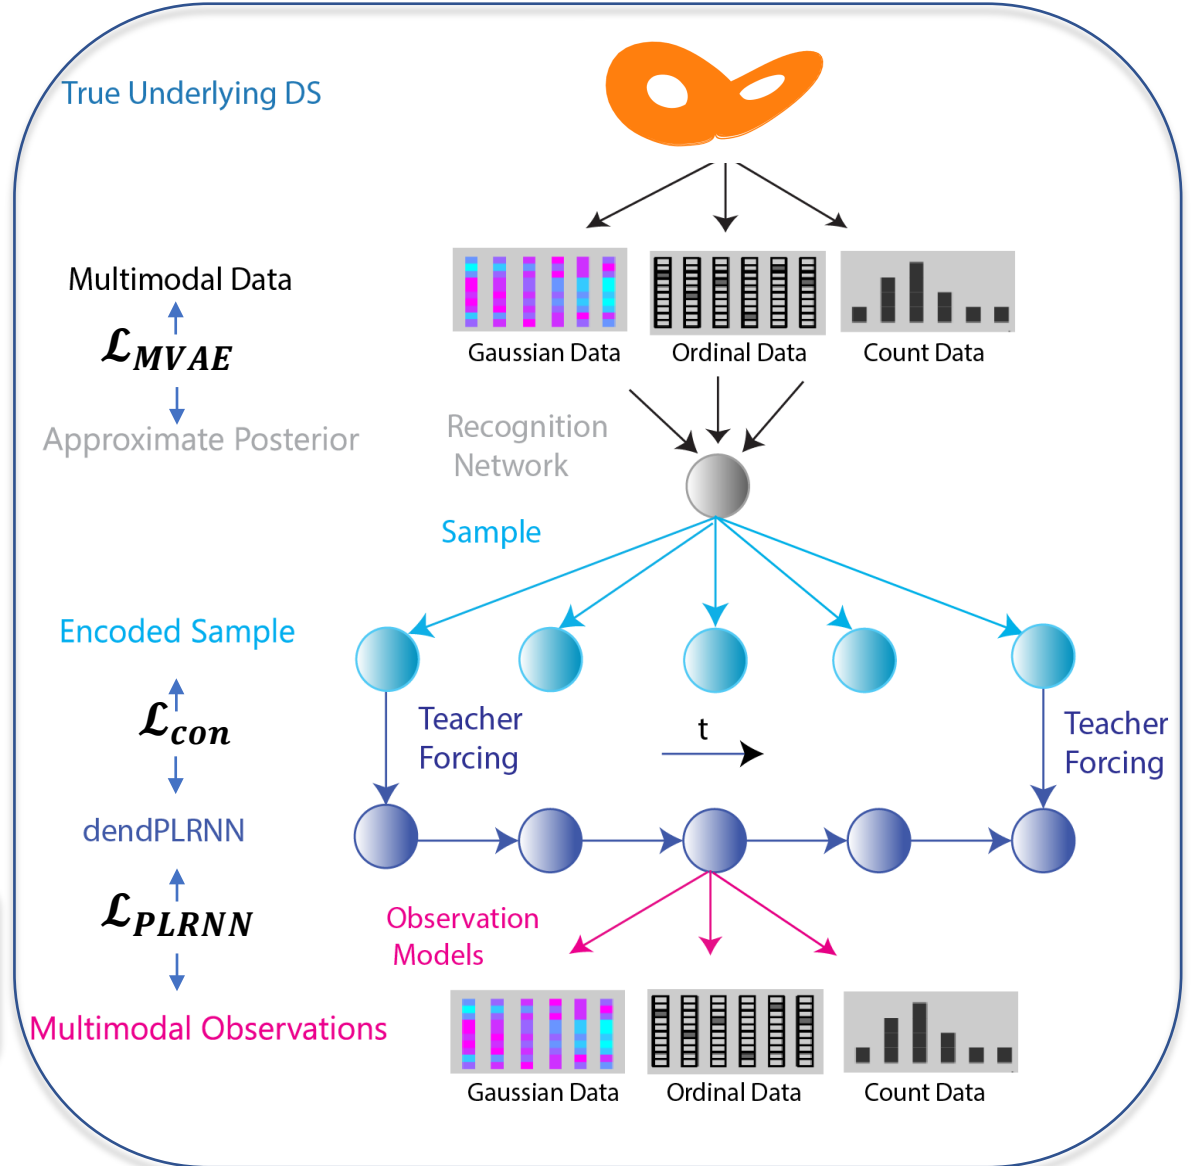 True Underlying DS
Multimodal Data
ℒMVAE
Approximate Posterior
Gaussian Data
Ordinal Data
Count Data
Recognition
Network
Sample
Encoded Sample
ℒcon
dendPLRNN
ℒPLRNN
Multimodal Observations
Teacher
Forcing
t
Teacher
Forcing
Observation
Models
Gaussian Data
Ordinal Data
Count Data